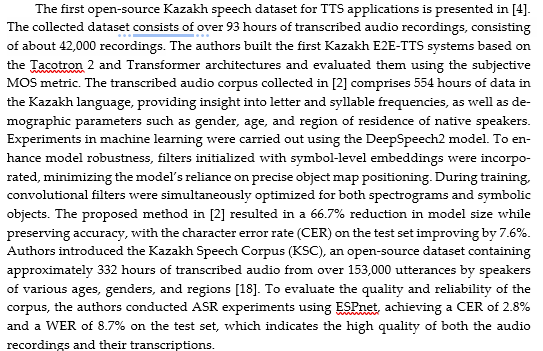 The first open-source Kazakh speech dataset for TTS applications is presented in [4].
The collected dataset consists of over 93 hours of transcribed audio recordings, consisting
of about 42,000 recordings. The authors built the first Kazakh E2E-TTS systems based on
the Tacotron 2 and Transformer architectures and evaluated them using the subjective
MOS metric. The transcribed audio corpus collected in [2] comprises 554 hours of data in
the Kazakh language, providing insight into letter and syllable frequencies, as well as de-
mographic parameters such as gender, age, and region of residence of native speakers.
Experiments in machine learning were carried out using the DeepSpeech2 model. To en-
hance model robustness, filters initialized with symbol-level embeddings were incorpo-
rated, minimizing the model's reliance on precise object map positioning. During training,
convolutional filters were simultaneously optimized for both spectrograms and symbolic
objects. The proposed method in [2] resulted in a 66.7% reduction in model size while
preserving accuracy, with the character error rate (CER) on the test set improving by 7.6%.
Authors introduced the Kazakh Speech Corpus (KSC), an open-source dataset containing
approximately 332 hours of transcribed audio from over 153,000 utterances by speakers
of various ages, genders, and regions [18]. To evaluate the quality and reliability of the
corpus, the authors conducted ASR experiments using ESPnet, achieving a CER of 2.8%
and a WER of 8.7% on the test set, which indicates the high quality of both the audio
recordings and their transcriptions.